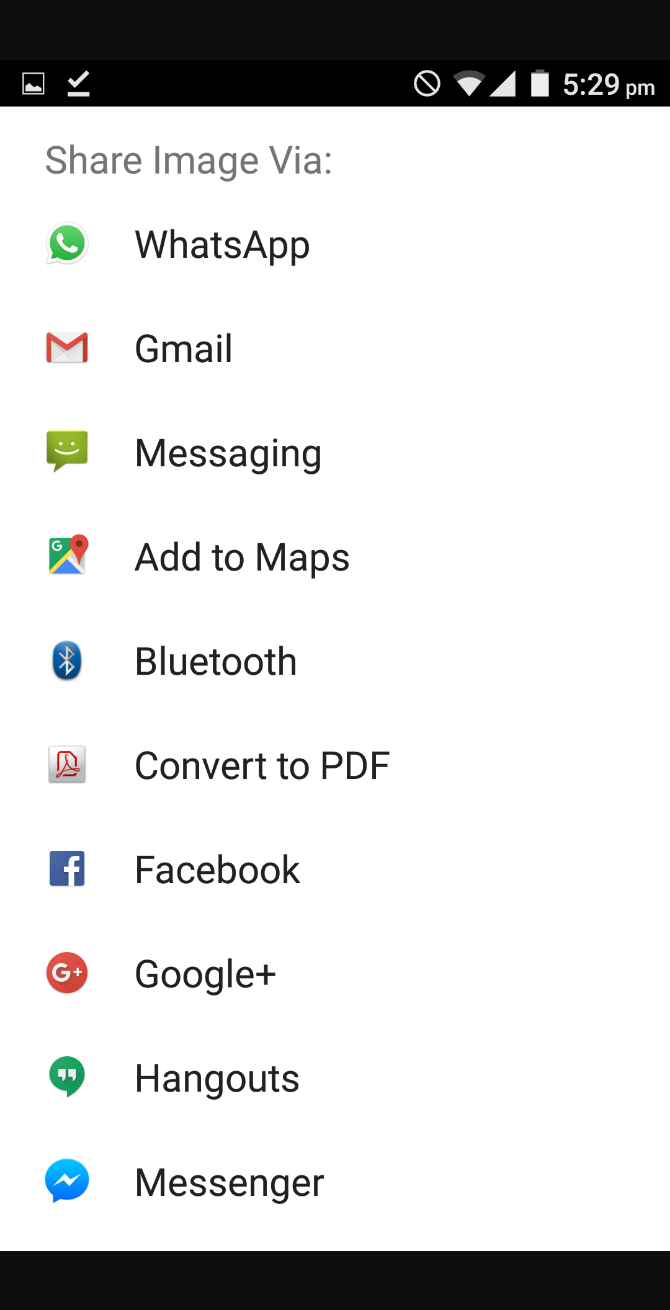 5:29 pm
Share Image Via:
WhatsApp
Gmail
Messaging
Add to Maps
Bluetooth
Convert to PDF
Facebook
Google+
Hangouts
Messenger